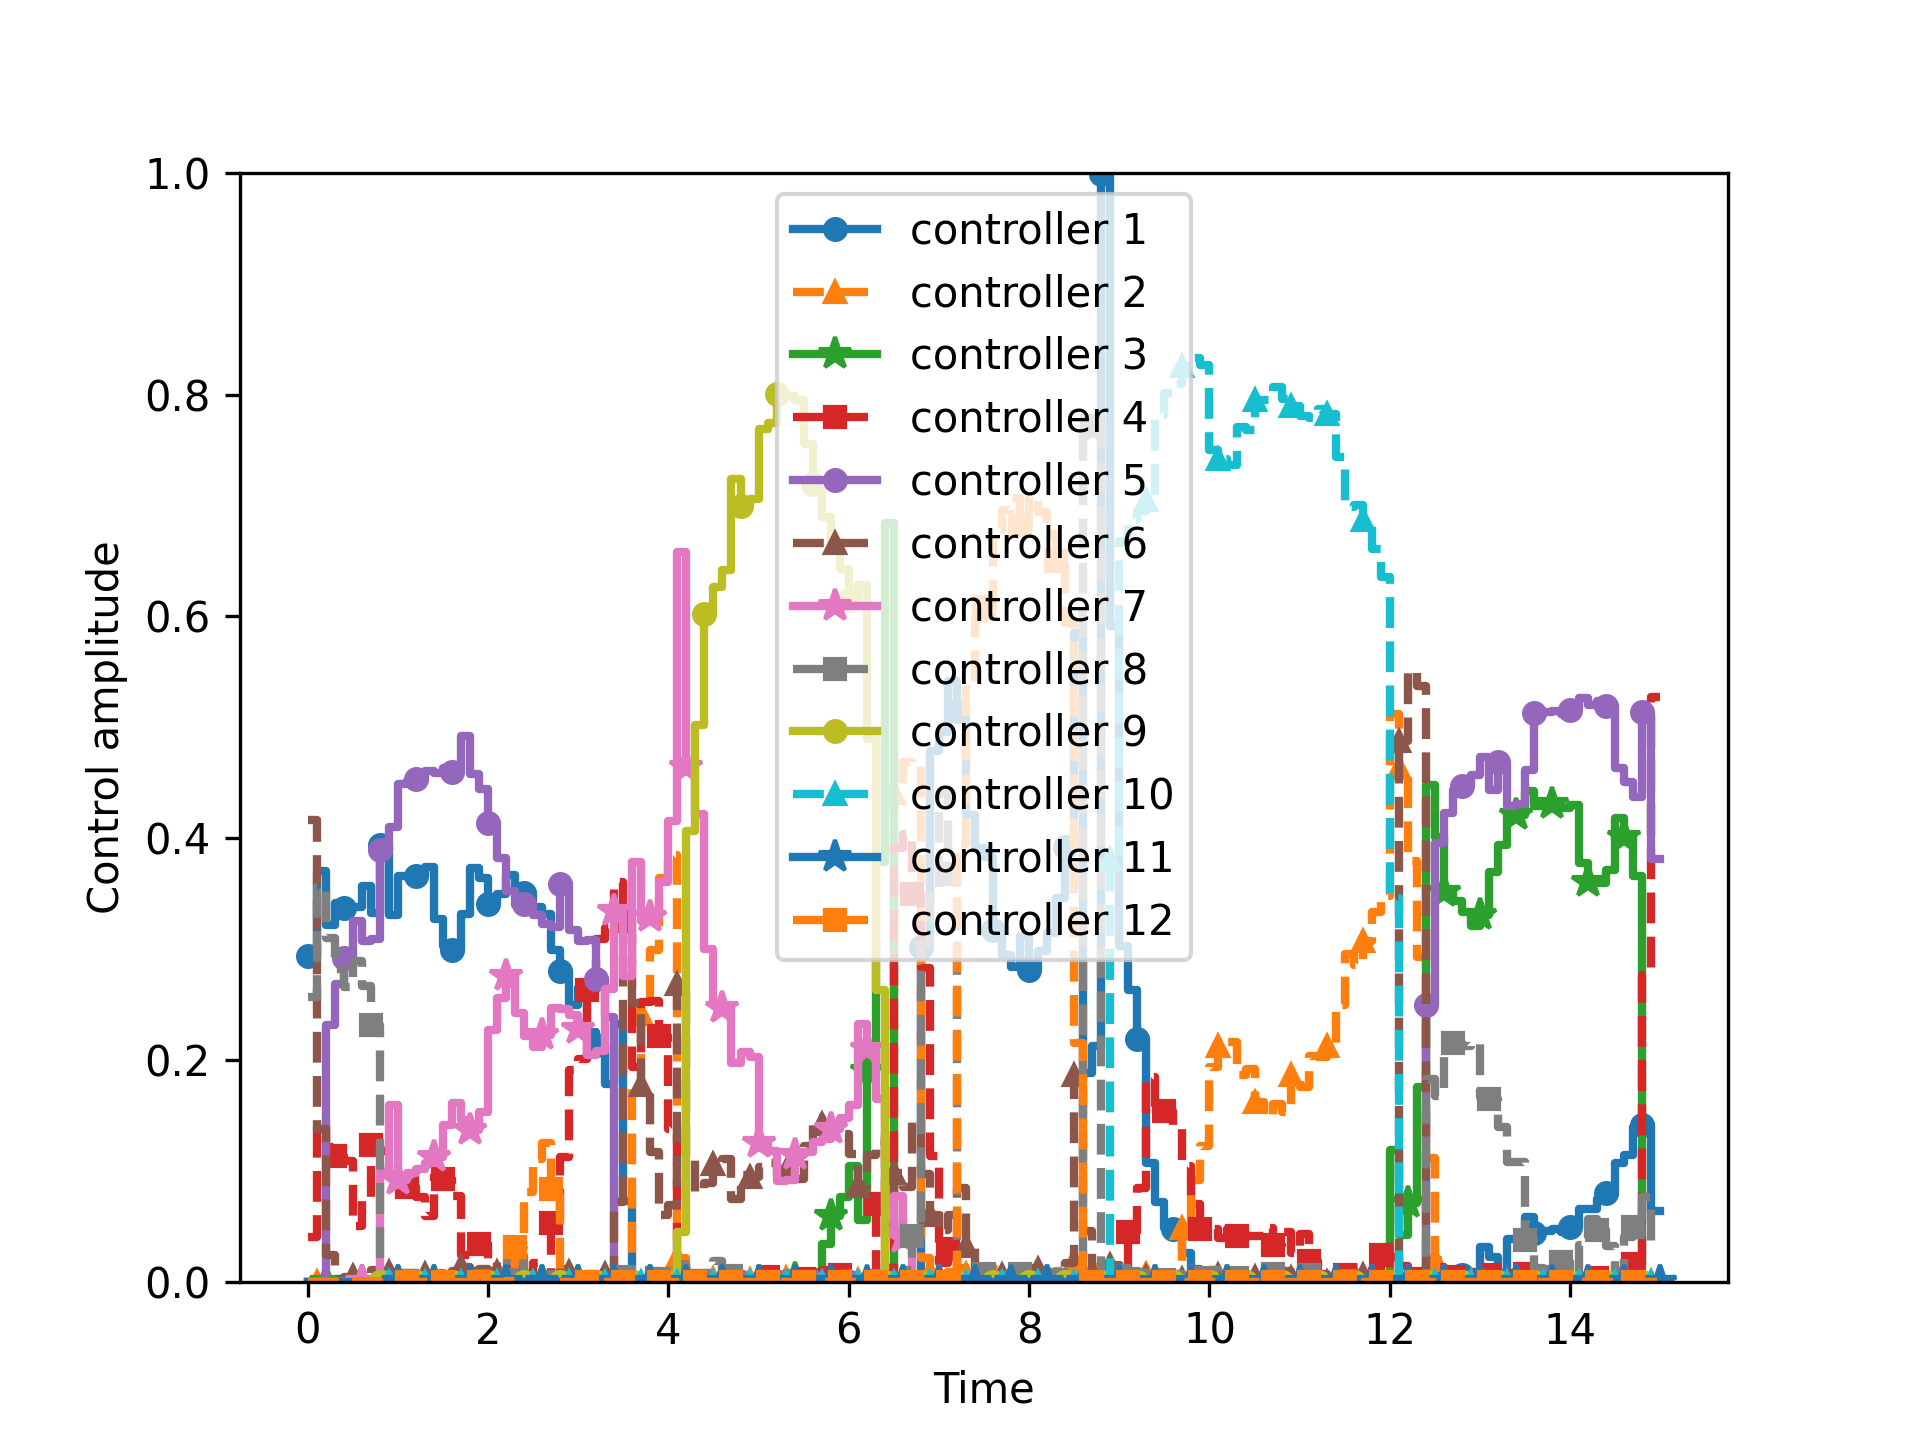 1.0
0.8
0.6
0.4
0.2
0.0
Control amplitude
controller 1
controller 2
controller 3
controller 4
controller 5
controller 6
controller 7
controller 8
controller 9
controller 10
controller 11
controller 12
0 2 4 6 8 10 12 14
Time